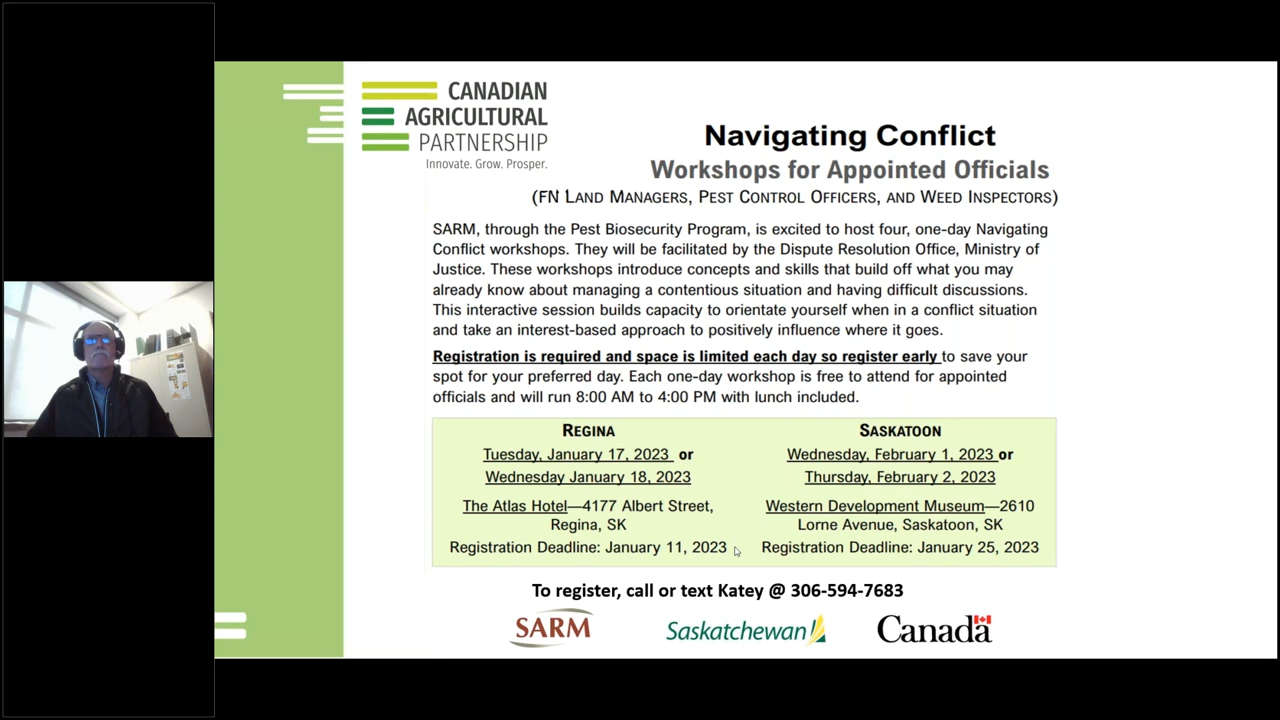 CANADIAN
AGRICULTURAL
PARTNERSHIP
Innovate. Grow. Prosper.
Navigating Conflict
Workshops for Appointed Officials
(FN LAND MANAGERS, PEST CONTROL OFFICERS, AND WEED INSPECTORS)
SARM, through the Pest Biosecurity Program, is excited to host four, one-day Navigating
Conflict workshops. They will be facilitated by the Dispute Resolution Office, Ministry of
Justice. These workshops introduce concepts and skills that build off what you may
already know about managing a contentious situation and having difficult discussions.
This interactive session builds capacity to orientate yourself when in a conflict situation
and take an interest-based approach to positively influence where it goes.
Registration is required and space is limited each day so register early to save your
spot for your preferred day. Each one-day workshop is free to attend for appointed
officials and will run 8:00 AM to 4:00 PM with lunch included.
REGINA
Tuesday, January 17, 2023 or
Wednesday January 18, 2023
The Atlas Hotel—4177 Albert Street,
Regina, SK
Registration Deadline: January 11, 2023
SASKATOON
Wednesday, February 1, 2023 or
Thursday, February 2, 2023
Western Development Museum—2610
Lorne Avenue, Saskatoon, SK
Registration Deadline: January 25, 2023
To register, call or text Katey @ 306-594-7683
SARM
Saskatchewan
Canada